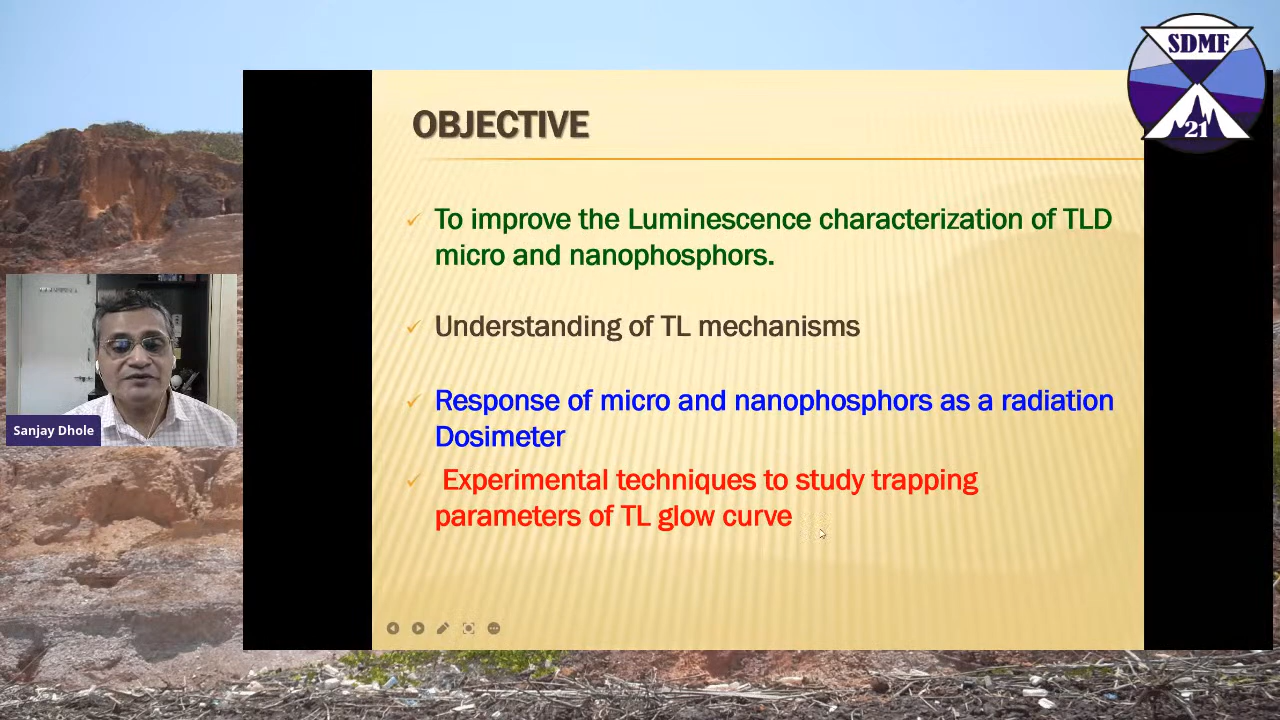 SDMF
21
OBJECTIVE
To improve the Luminescence characterization of TLD
micro and nanophosphors.
Understanding of TL mechanisms
Response of micro and nanophosphors as a radiation
Dosimeter
Experimental techniques to study trapping
parameters of TL glow curve
Sanjay Dhole